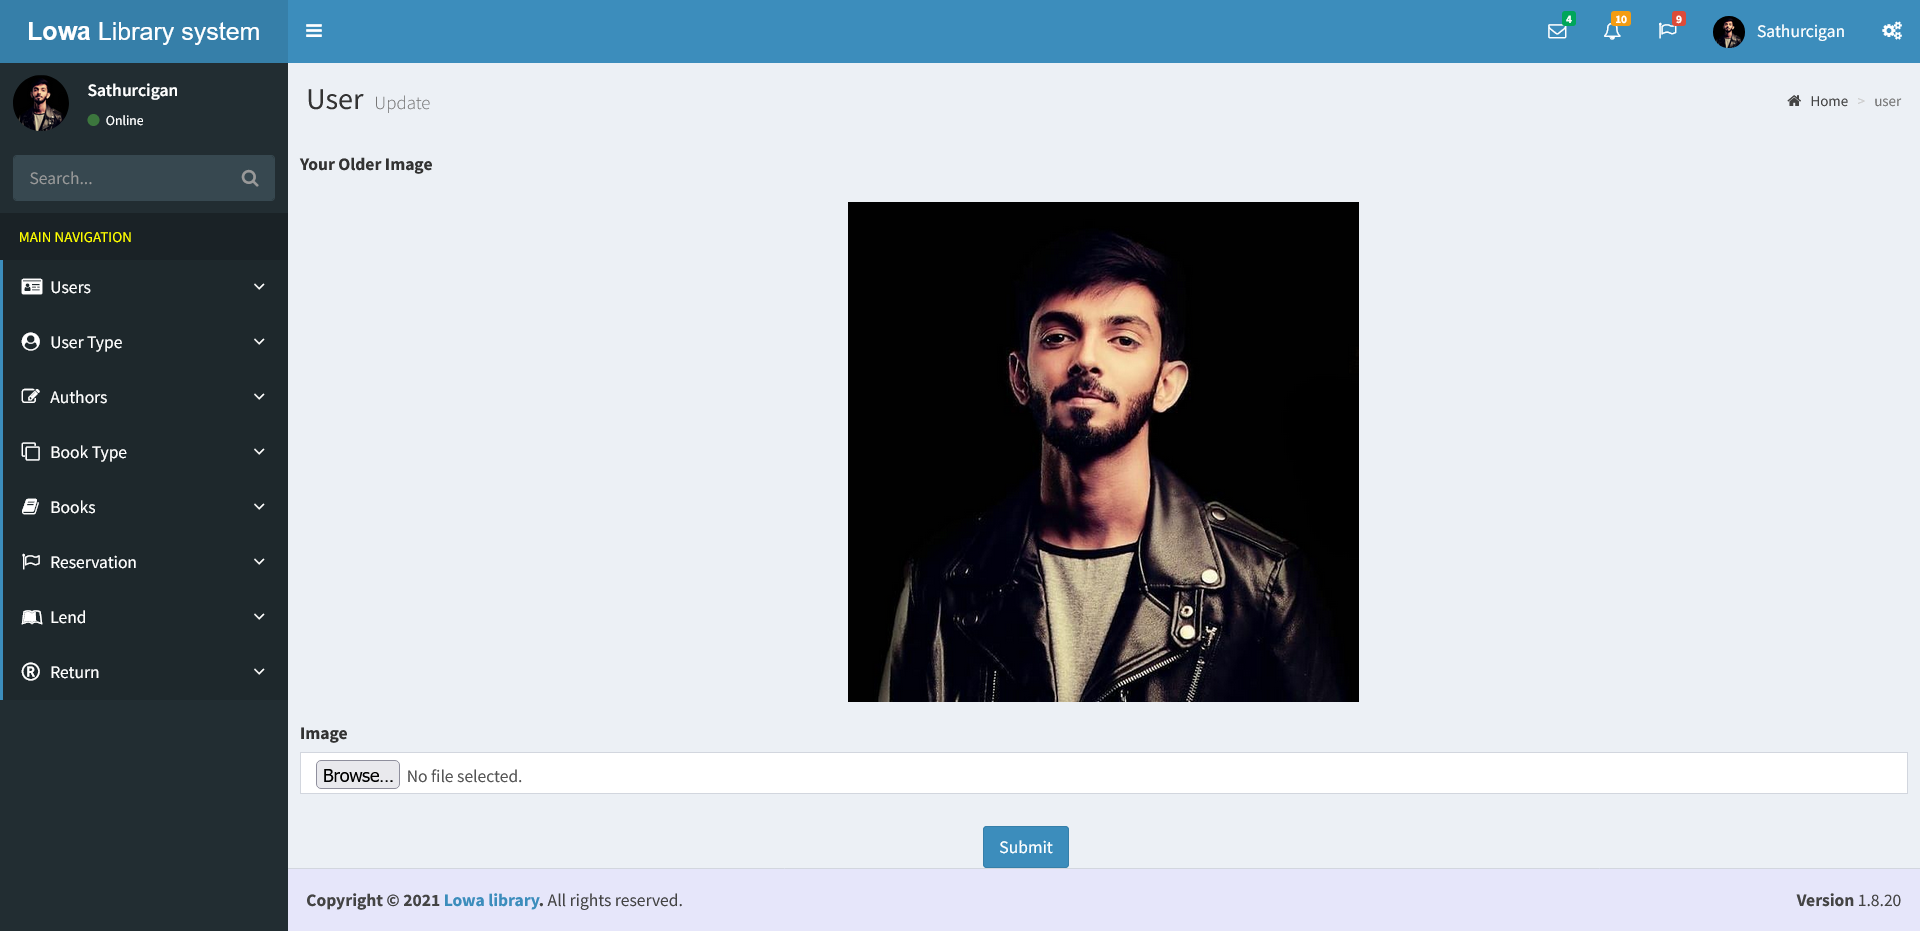 Lowa Library system
4
10
9
Sathurcigan
Sathurcigan
Online
Search...
MAIN NAVIGATION
Users
User Type
Authors
Book Type
Books
Reservation
Lend
Return
User Update
Home > user
Your Older Image
Image
Browse... No file selected.
Submit
Copyright © 2021 Lowa library. All rights reserved.
Version 1.8.20